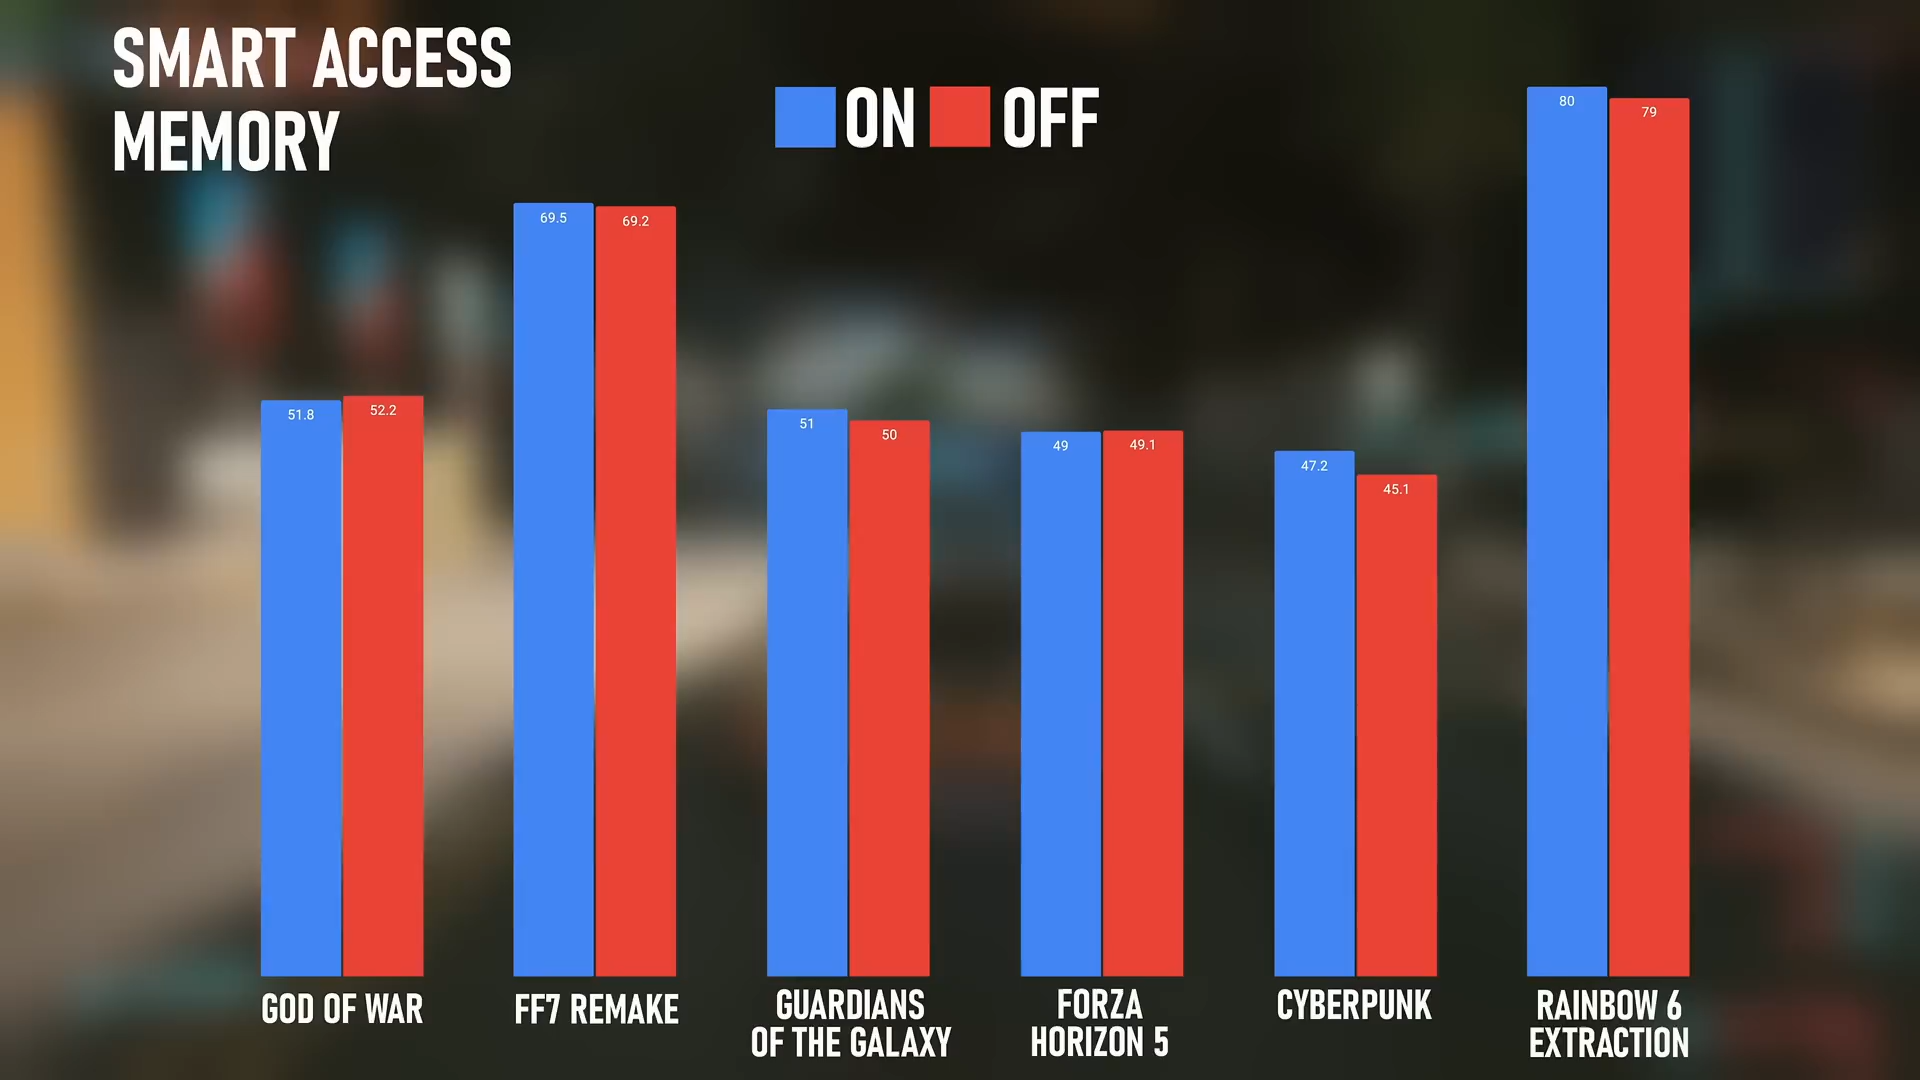 SMART ACCESS
MEMORY
ON OFF
51.8 52.2
69.5 69.2
51 50
49 49.1
47.2 45.1
80 79
GOD OF WAR
FF7 REMAKE
GUARDIANS
OF THE GALAXY
FORZA
HORIZON 5
CYBERPUNK
RAINBOW 6
EXTRACTION